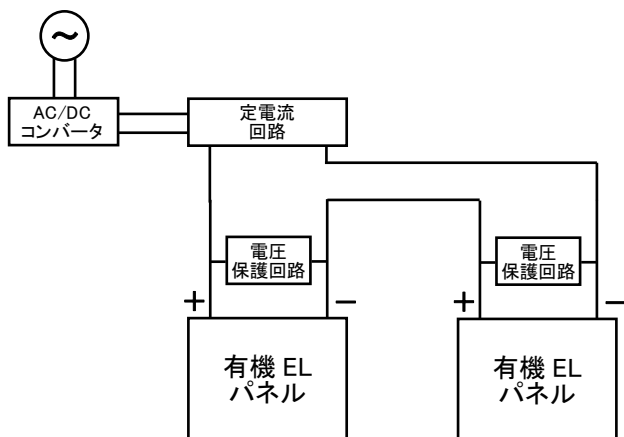 ~
AC/DC
コンバータ
定電流
回路
電圧
保護回路
電圧
保護回路
+
−
+
−
有機 EL
パネル
有機 EL
パネル